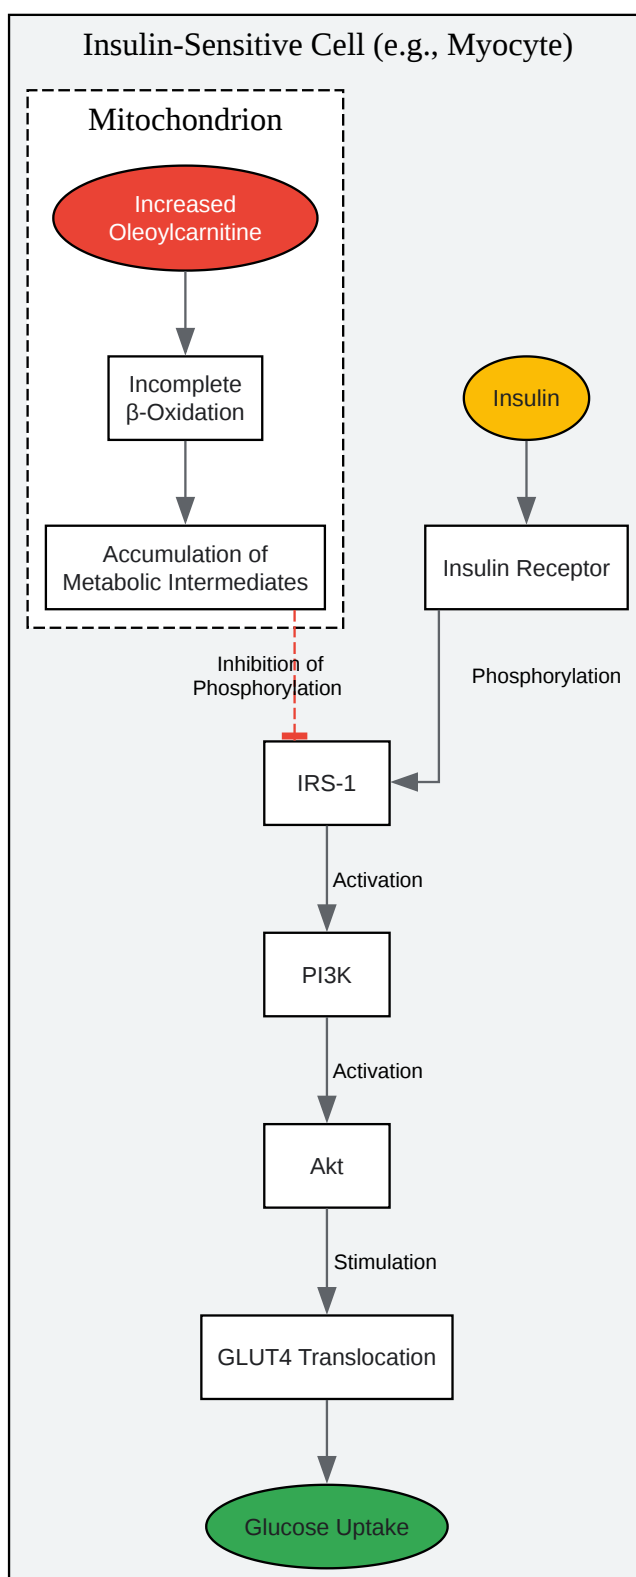 Insulin-Sensitive Cell (e.g., Myocyte)
Mitochondrion
Increased
Oleoylcarnitine
Incomplete
β-Oxidation
Insulin
Accumulation of
Metabolic Intermediates
Insulin Receptor
Inhibition of
Phosphorylation
Phosphorylation
IRS-1
Activation
PI3K
Activation
Akt
Stimulation
GLUT4 Translocation
Glucose Uptake